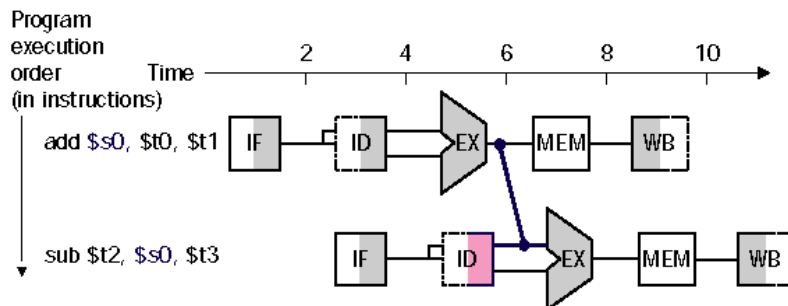 Program
execution
order
(in instructions)
Time
2 4 6 8 10
add $s0, $t0, $t1
IF ID EX MEM WB
sub $t2, $s0, $t3
IF ID EX MEM WB